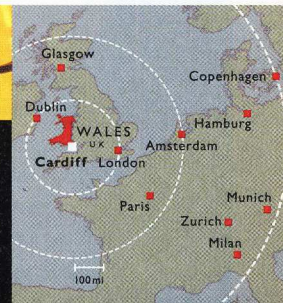 Glasgow
Copenhagen
Dublin
Hamburg
WALES
UK
Amsterdam
Cardiff London
Paris
Munich
Zurich
Milan
100mi